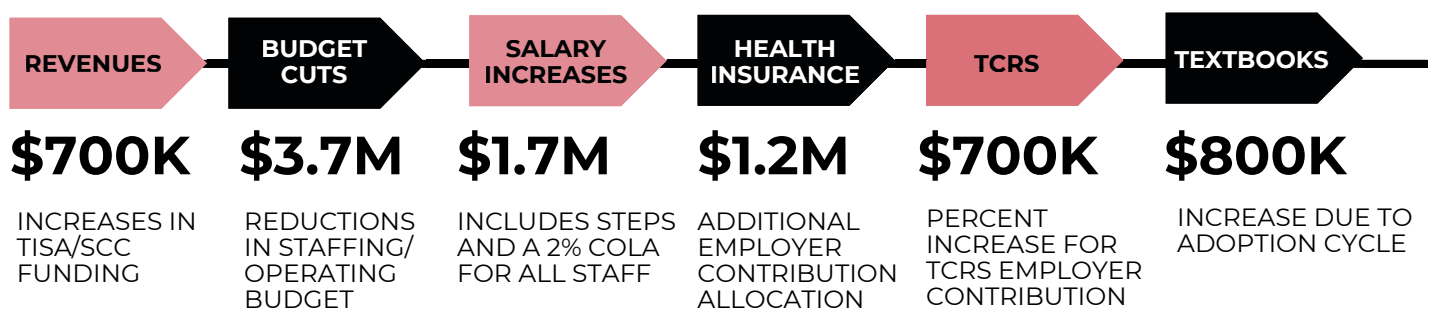 REVENUES
$700K
INCREASES IN
TISA/SCC
FUNDING
BUDGET
CUTS
$3.7M
REDUCTIONS
IN STAFFING/
OPERATING
BUDGET
SALARY
INCREASES
$1.7M
INCLUDES STEPS
AND A 2% COLA
FOR ALL STAFF
HEALTH
INSURANCE
$1.2M
ADDITIONAL
EMPLOYER
CONTRIBUTION
ALLOCATION
TCRS
$700K
PERCENT
INCREASE FOR
TCRS EMPLOYER
CONTRIBUTION
TEXTBOOKS
$800K
INCREASE DUE TO
ADOPTION CYCLE